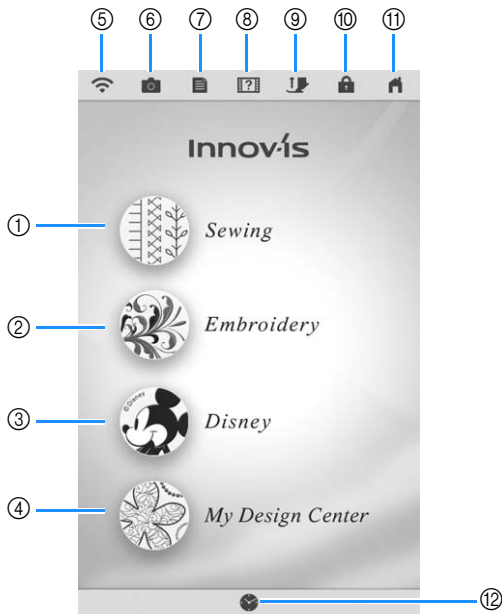 ⑤ ⑥ ⑦ ⑧ ⑨ ⑩ ⑪
?
Innov-ís
① Sewing
② Embroidery
©Disney
③ Disney
④ My Design Center
⑫